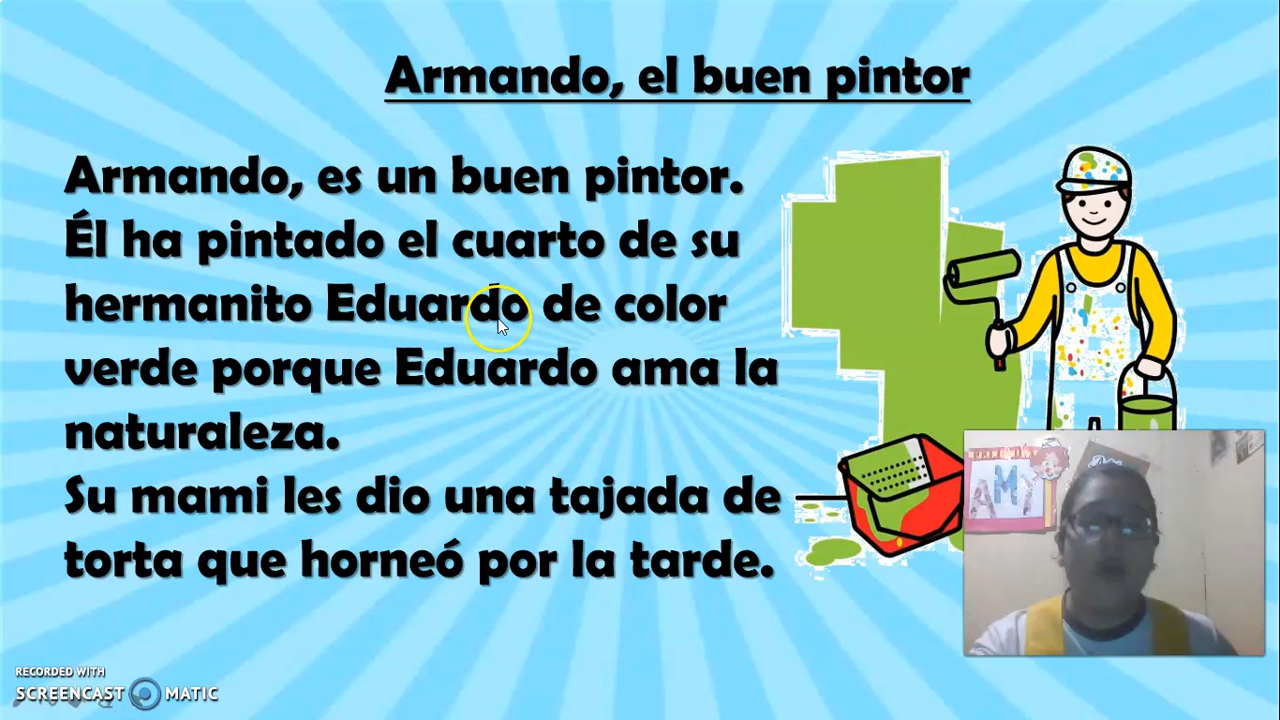 Armando, el buen pintor
Armando, es un buen pintor.
Él ha pintado el cuarto de su
hermanito Eduardo de color
verde porque Eduardo ama la
naturaleza.
Su mami les dio una tajada de
torta que horneó por la tarde.
AMY
RECORDED WITH
SCREENCAST MATIC